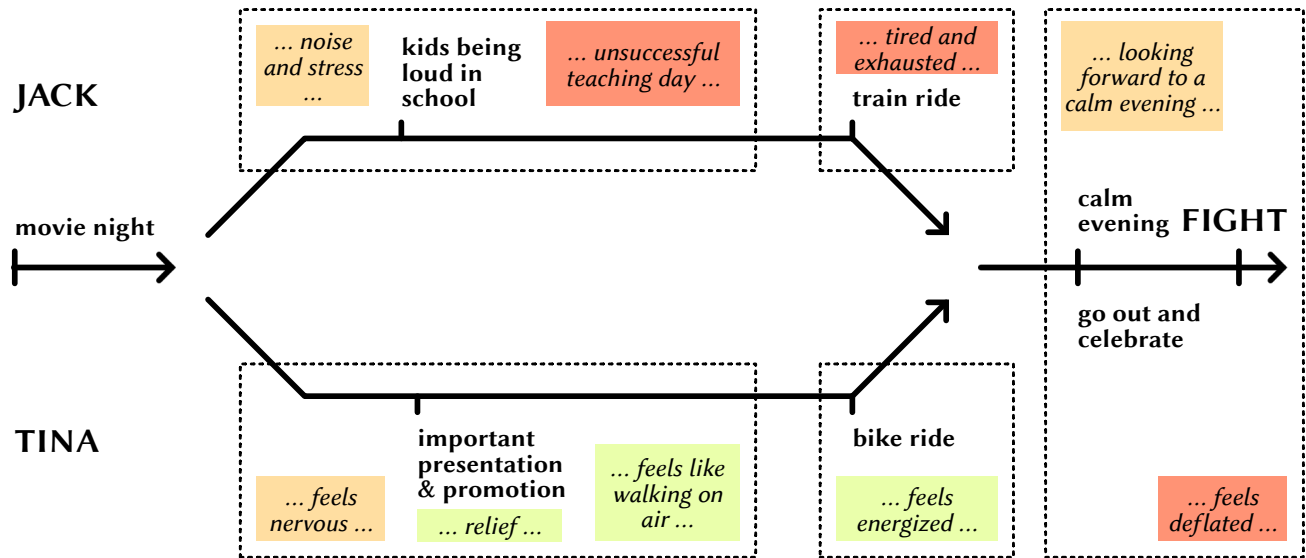 JACK
... noise
and stress
...
kids being
loud in
school
... unsuccessful
teaching day ...
... tired and
exhausted ...
train ride
... looking
forward to a
calm evening ...
movie night
calm
evening
FIGHT
go out and
celebrate
TINA
... feels
nervous ...
important
presentation
& promotion
... relief ...
... feels like
walking on
air ...
bike ride
... feels
energized ...
... feels
deflated ...